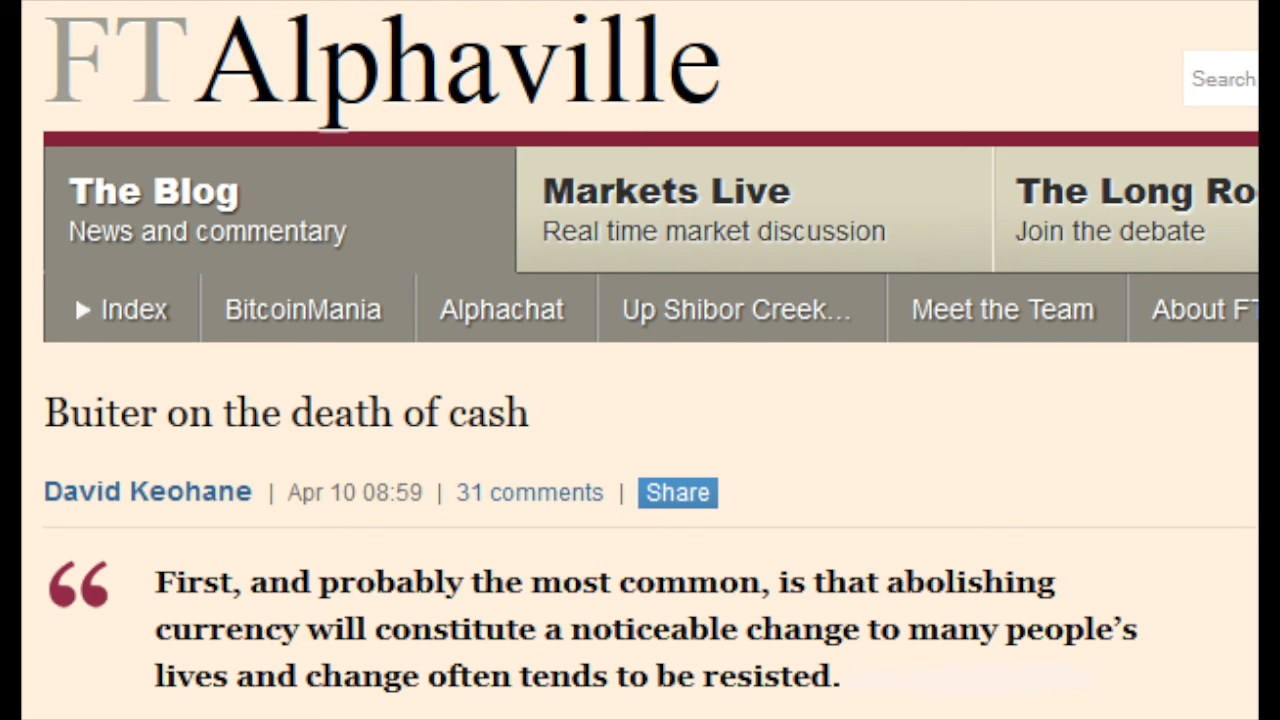 FT Alphaville
Search
The Blog
Markets Live
The Long Ro
News and commentary
Real time market discussion
Join the debate
Index
BitcoinMania
Alphachat
Up Shibor Creek...
Meet the Team
About FT
Buiter on the death of cash
David Keohane | Apr 10 08:59 | 31 comments | Share
“ First, and probably the most common, is that abolishing
currency will constitute a noticeable change to many people’s
lives and change often tends to be resisted.